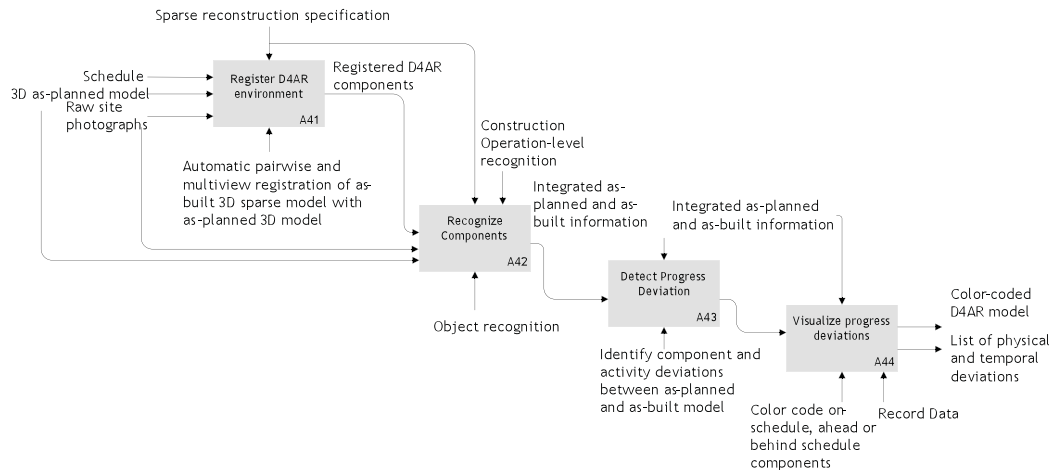 Sparse reconstruction specification
Schedule
3D as-planned model
Raw site
photographs
Register D4AR
environment
A41
Registered D4AR
components
Automatic pairwise and
multiview registration of as-
built 3D sparse model with
as-planned 3D model
Construction
Operation-level
recognition
Recognize
Components
A42
Integrated as-
planned and as-
built information
Object recognition
Integrated as-planned
and as-built information
Detect Progress
Deviation
A43
Identify component and
activity deviations
between as-planned
and as-built model
Visualize progress
deviations
A44
Color-coded
D4AR model
List of physical
and temporal
deviations
Color code on-
schedule, ahead or
behind schedule
components
Record Data